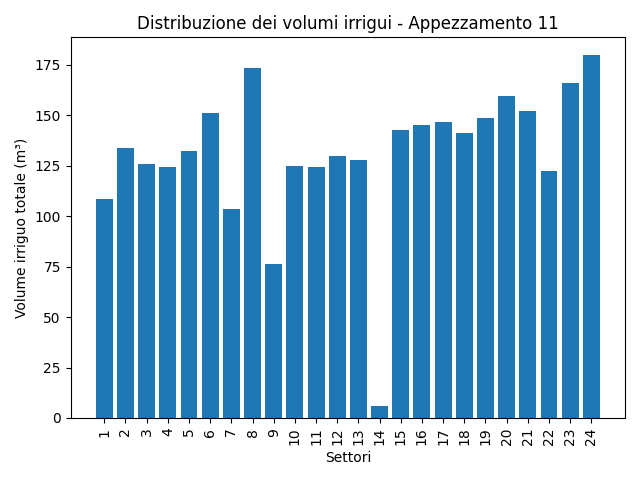 Distribuzione dei volumi irrigui - Appezzamento 11
Volume irriguo totale (m³)
175
150
125
100
75
50
25
0
1 2 3 4 5 6 7 8 9 10 11 12 13 14 15 16 17 18 19 20 21 22 23 24
Settori